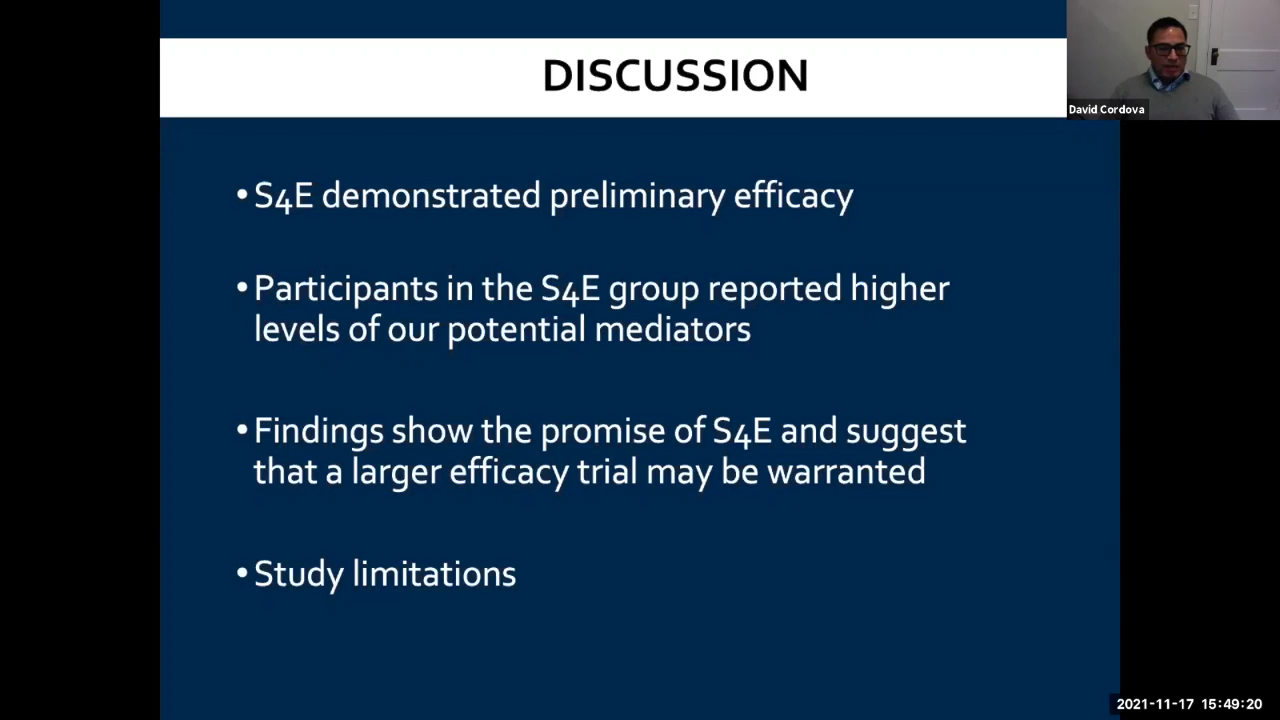 DISCUSSION
David Cordova
• S4E demonstrated preliminary efficacy
• Participants in the S4E group reported higher
levels of our potential mediators
• Findings show the promise of S4E and suggest
that a larger efficacy trial may be warranted
• Study limitations
2021-11-17 15:49:20